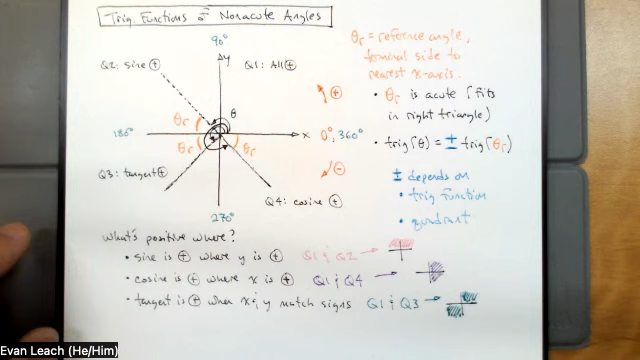 Trig. Functions of Nonacute Angles
90°
y
Q2: sine ⊕
Q1: All ⊕
θ
θr
180°
x
0°, 360°
θr
θr
⊕
⊖
Q3: tangent ⊕
Q4: cosine ⊕
270°
θr = reference angle,
terminal side to
nearest x-axis.
• θr is acute (fits
in right triangle)
• trig(θ) = ± trig(θr)
± depends on
• trig function
• quadrant
What's positive where?
• sine is ⊕ where y is ⊕ Q1 & Q2 →
• cosine is ⊕ where x is ⊕ Q1 & Q4 →
• tangent is ⊕ when x & y match signs Q1 & Q3 →
Evan Leach (He/Him)